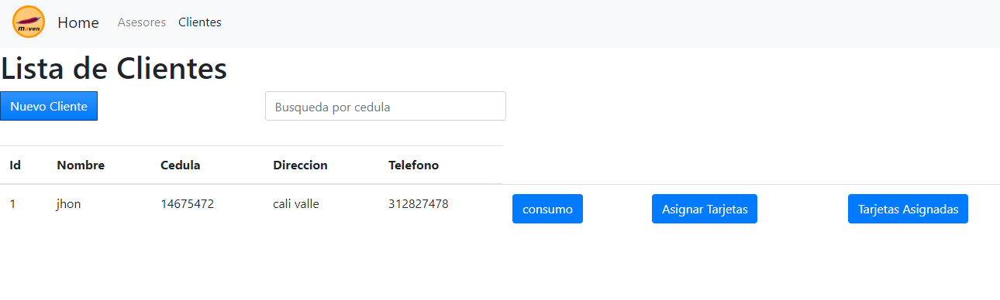 maven Home Asesores Clientes
Lista de Clientes
Nuevo Cliente Busqueda por cedula
Id Nombre Cedula Direccion Telefono
1 jhon 14675472 cali valle 312827478 consumo Asignar Tarjetas Tarjetas Asignadas